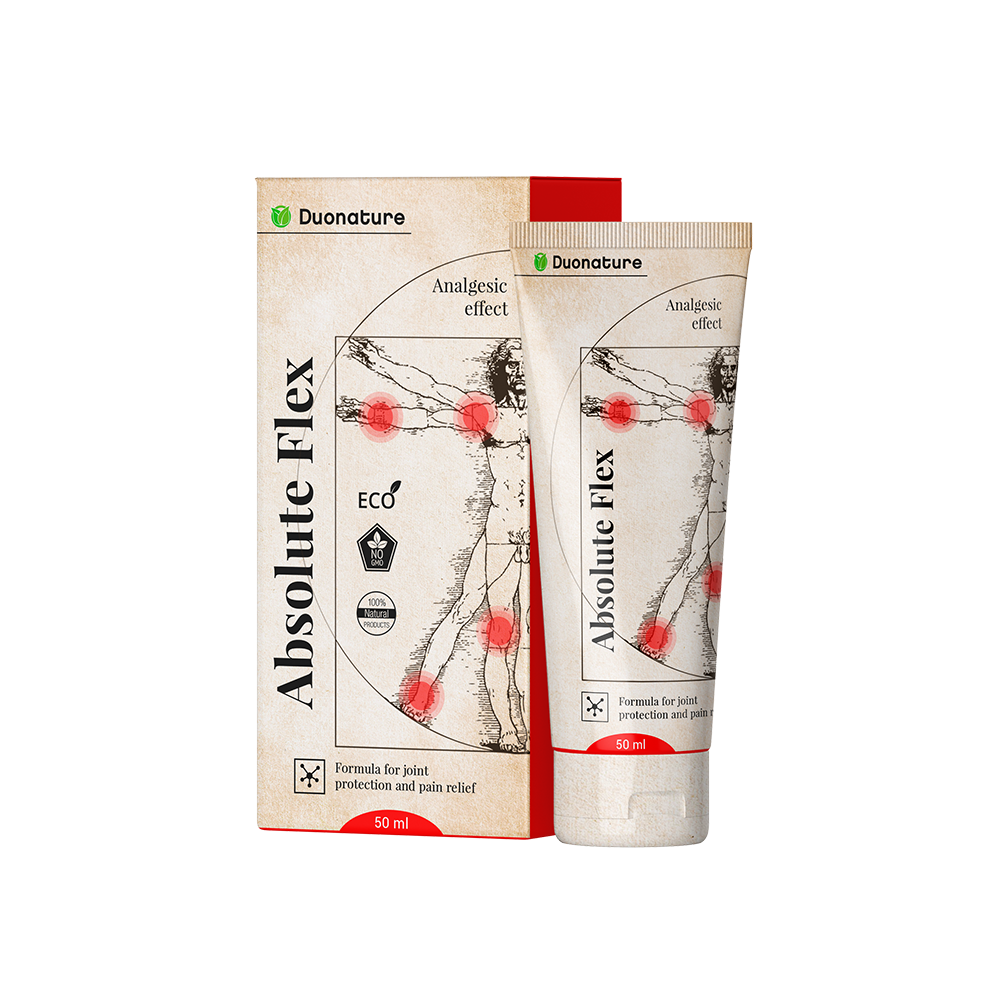 Duonature
Analgesic
effect
Absolute Flex
ECO
NO
GMO
100%
Natural
PRODUCTS
Formula for joint
protection and pain relief
50 ml
Duonature
Analgesic
effect
Absolute Flex
Formula for joint
protection and pain
50 ml